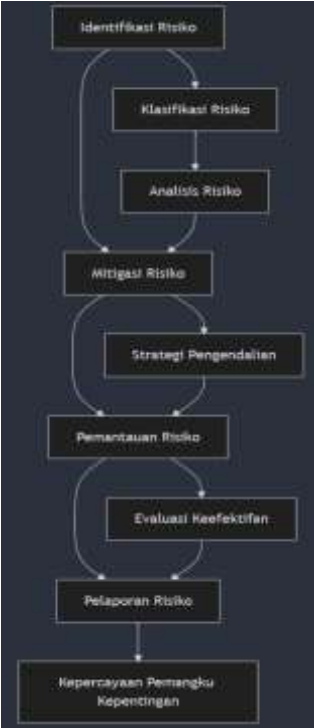 Identifikasi Risiko
Klasifikasi Risiko
Analisis Risiko
Mitigasi Risiko
Strategi Pengendalian
Pemantauan Risiko
Evaluasi Keefektifan
Pelaporan Risiko
Kepercayaan Pemangku
Kepentingan